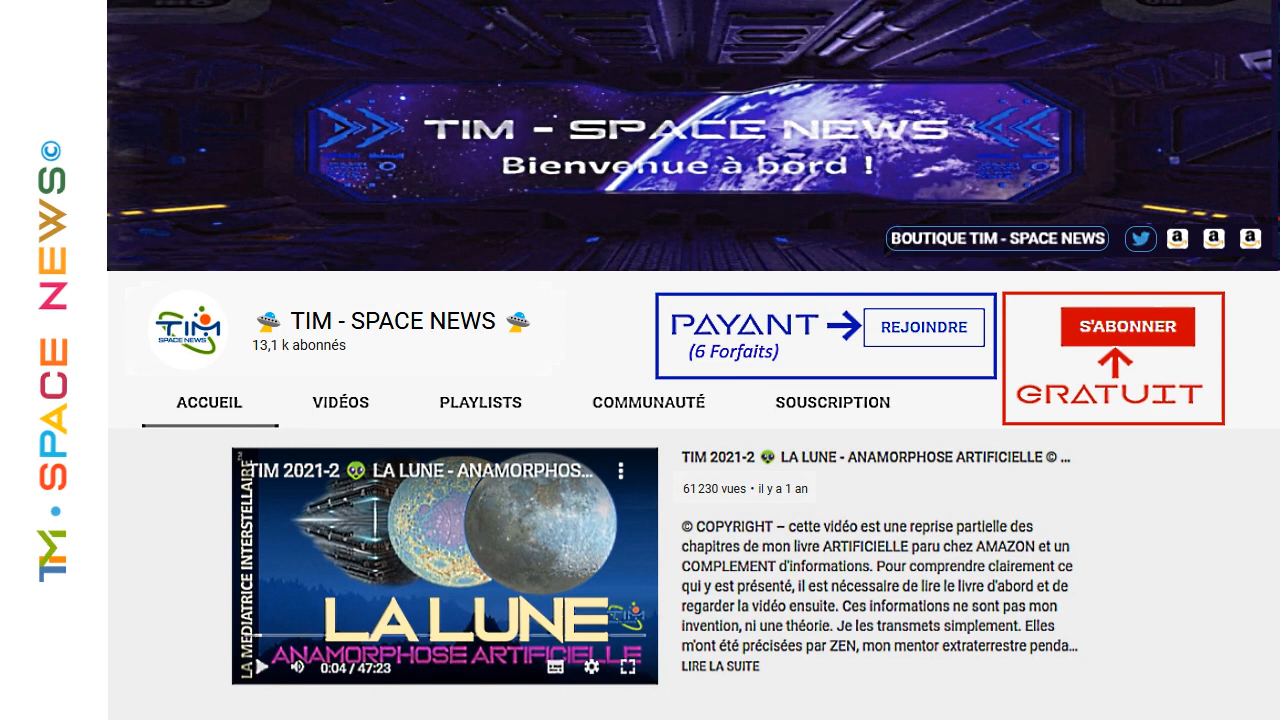 TIM • SPACE NEWS©
TIM - SPACE NEWS
Bienvenue à bord !
BOUTIQUE TIM - SPACE NEWS
TIM
SPACE NEWS
🛸 TIM - SPACE NEWS 🛸
13,1 k abonnés
PAYANT
(6 Forfaits)
REJOINDRE
S'ABONNER
GRATUIT
ACCUEIL
VIDÉOS
PLAYLISTS
COMMUNAUTÉ
SOUSCRIPTION
LA MEDIATRICE INTERSTELLAIRE™
TIM 2021-2 👽 LA LUNE - ANAMORPHOS...
LA LUNE
TIM
ANAMORPHOSE ARTIFICIELLE
0:04 / 47:23
TIM 2021-2 👽 LA LUNE - ANAMORPHOSE ARTIFICIELLE © ...
61 230 vues • il y a 1 an
© COPYRIGHT – cette vidéo est une reprise partielle des
chapitres de mon livre ARTIFICIELLE paru chez AMAZON et un
COMPLEMENT d'informations. Pour comprendre clairement ce
qui y est présenté, il est nécessaire de lire le livre d'abord et de
regarder la vidéo ensuite. Ces informations ne sont pas mon
invention, ni une théorie. Je les transmets simplement. Elles
m'ont été précisées par ZEN, mon mentor extraterrestre penda...
LIRE LA SUITE